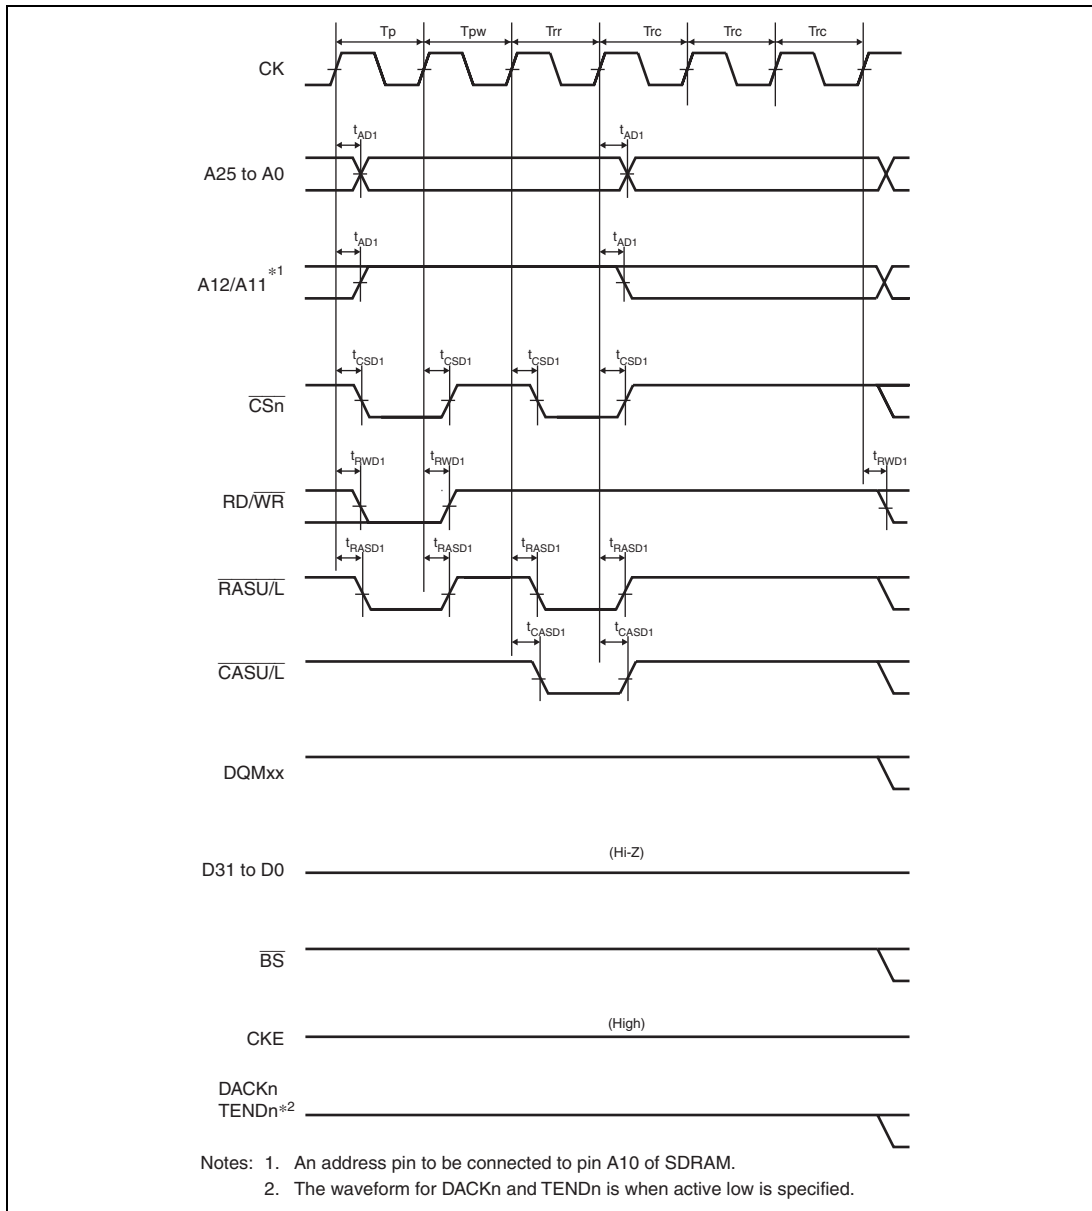 Tp Tpw Trr Trc Trc Trc
CK
tAD1 tAD1
A25 to A0
tAD1 tAD1
A12/A11*1
tCSD1 tCSD1 tCSD1 tCSD1
CSn
tRWD1 tRWD1 tRWD1
RD/WR
tRASD1 tRASD1 tRASD1 tRASD1
RASU/L
tCASD1 tCASD1
CASU/L
DQMxx
(Hi-Z)
D31 to D0
BS
(High)
CKE
DACKn
TENDn*2
Notes: 1. An address pin to be connected to pin A10 of SDRAM.
2. The waveform for DACKn and TENDn is when active low is specified.